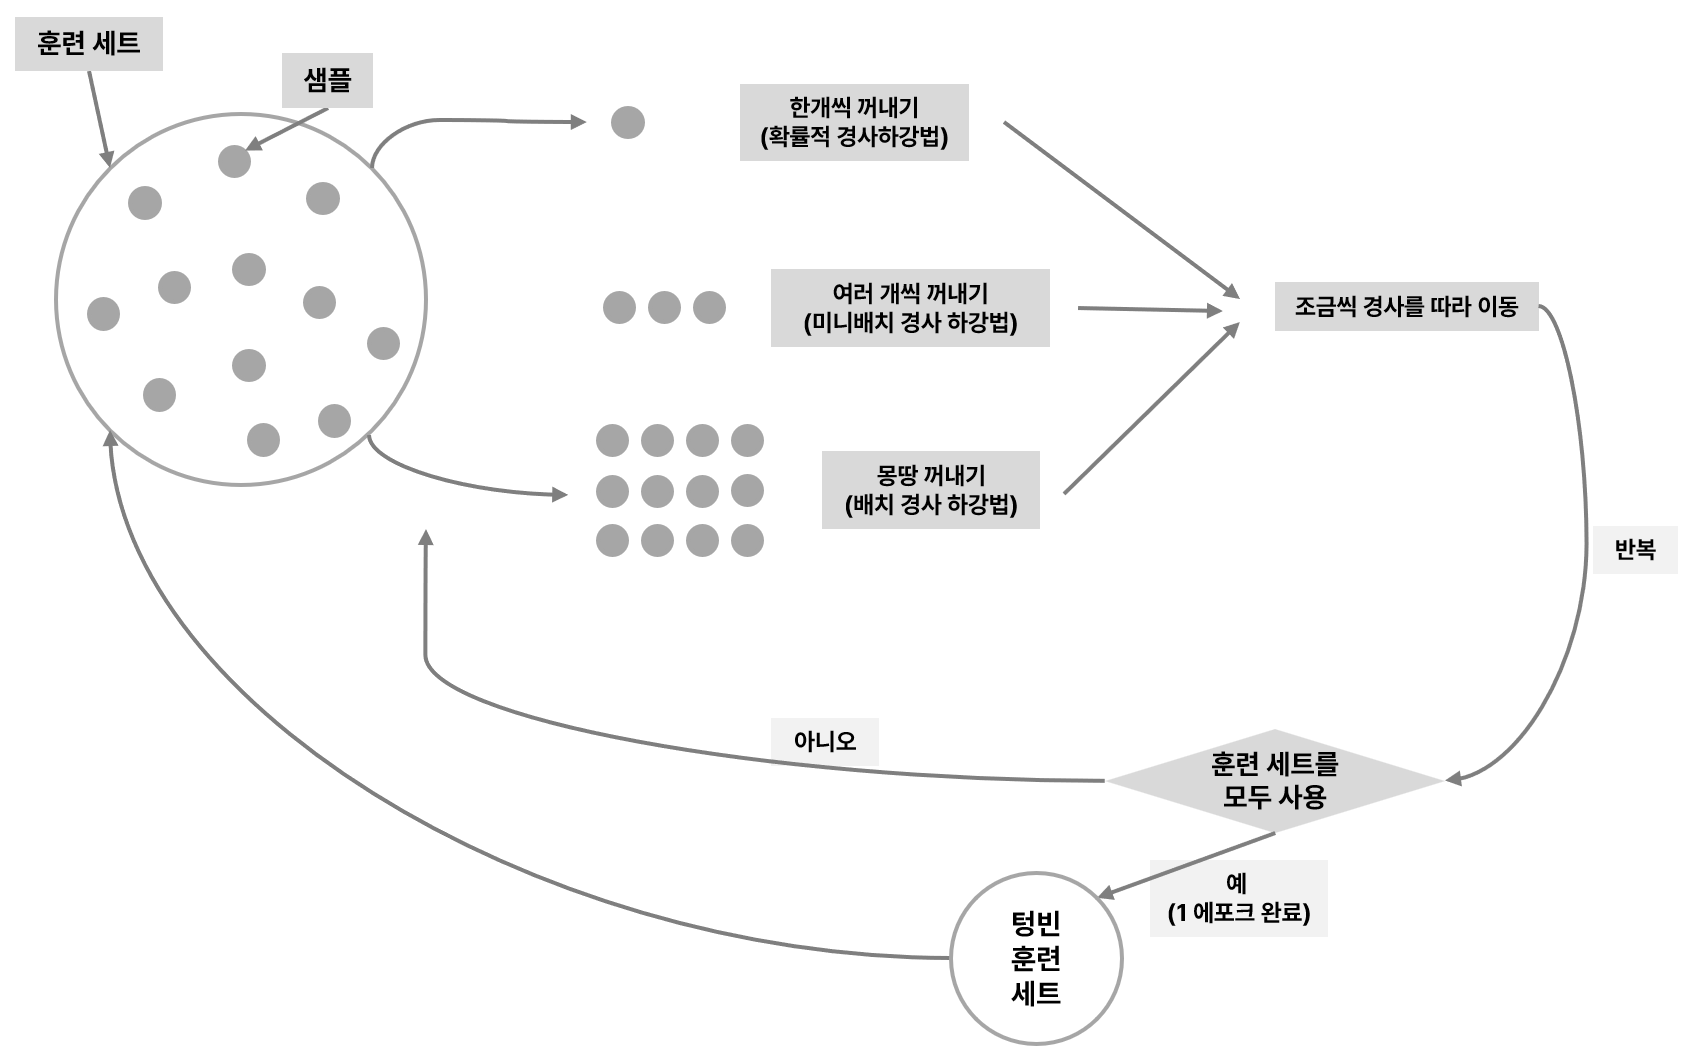 훈련 세트
샘플
한개씩 꺼내기
(확률적 경사하강법)
여러 개씩 꺼내기
(미니배치 경사 하강법)
조금씩 경사를 따라 이동
몽땅 꺼내기
(배치 경사 하강법)
반복
아니오
훈련 세트를
모두 사용
예
(1 에포크 완료)
텅빈
훈련
세트